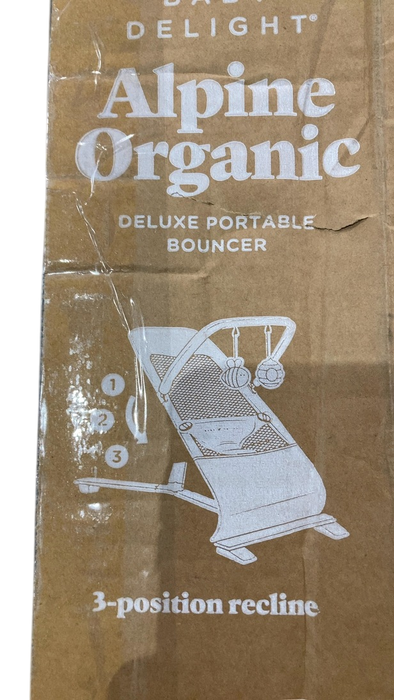 DELIGHT®
Alpine
Organic
DELUXE PORTABLE
BOUNCER
1
2
3
3-position recline